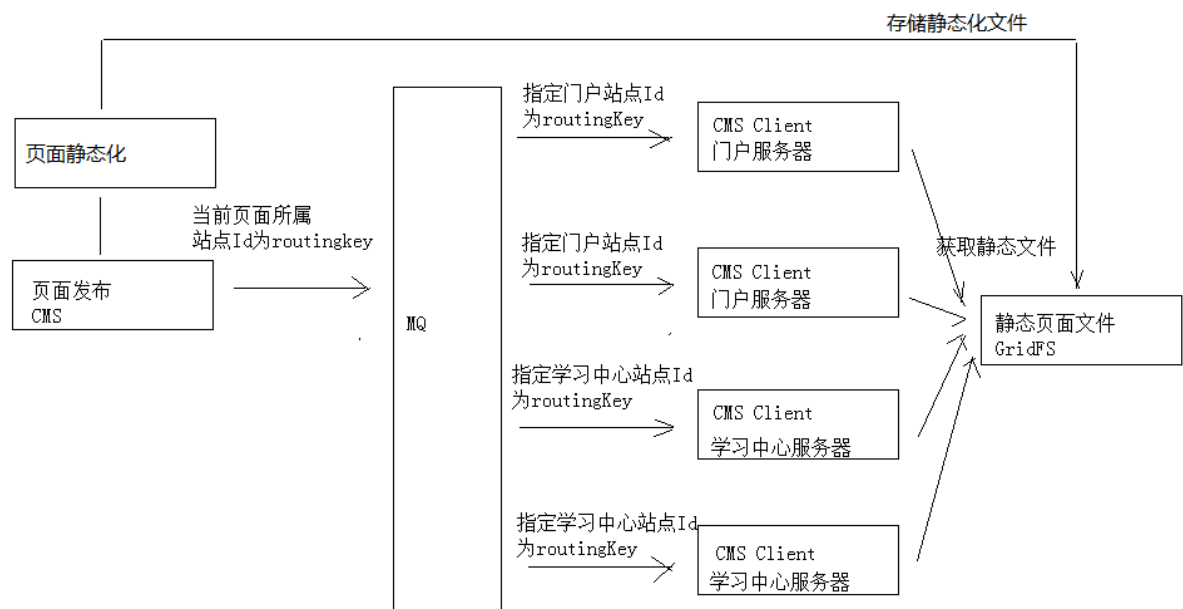 存储静态化文件
页面静态化
当前页面所属
站点Id为routingkey
页面发布
CMS
MQ
指定门户站点Id
为routingKey
CMS Client
门户服务器
指定门户站点Id
为routingKey
CMS Client
门户服务器
获取静态文件
静态页面文件
GridFS
指定学习中心站点Id
为routingKey
CMS Client
学习中心服务器
指定学习中心站点Id
为routingKey
CMS Client
学习中心服务器